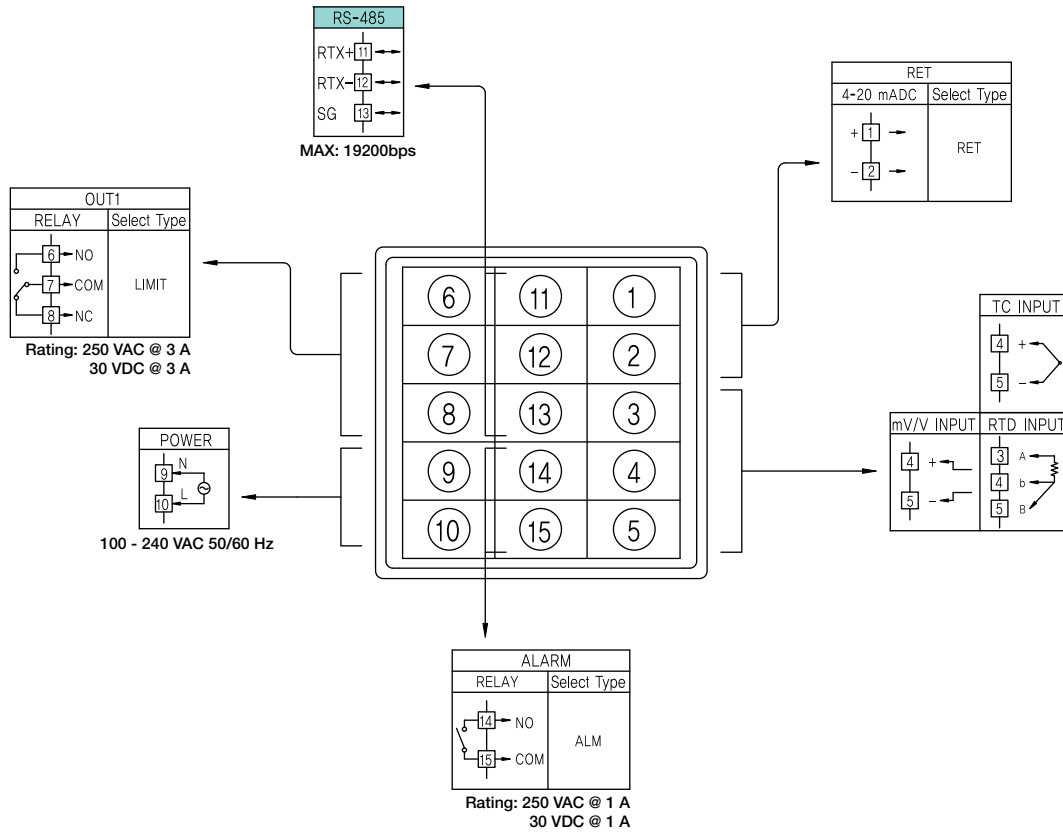 RS-485
RTX+ 11
RTX- 12
SG 13
MAX: 19200bps
RET
4-20 mADC Select Type
+ 1
RET
- 2
OUT1
RELAY Select Type
6 NO
7 COM LIMIT
8 NC
Rating: 250 VAC @ 3 A
30 VDC @ 3 A
6 11 1
7 12 2
8 13 3
9 14 4
10 15 5
TC INPUT
4 +
5 -
mV/V INPUT RTD INPUT
4 + 3 A
4 b
5 - 5 B
POWER
9 N
10 L
100 - 240 VAC 50/60 Hz
ALARM
RELAY Select Type
14 NO
ALM
15 COM
Rating: 250 VAC @ 1 A
30 VDC @ 1 A